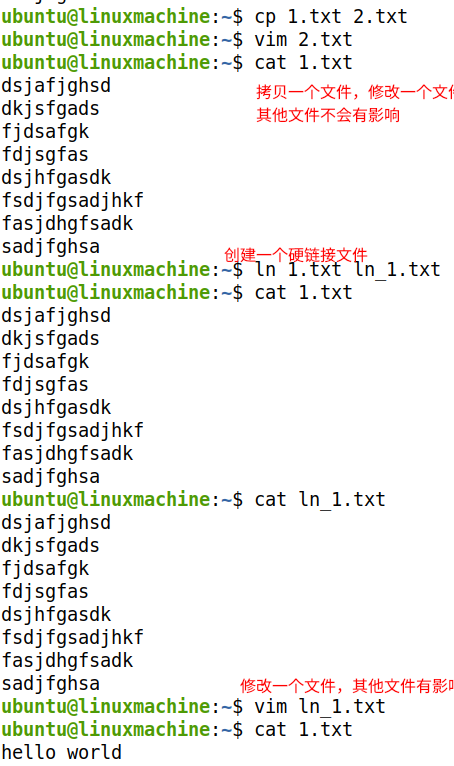 ubuntu@linuxmachine:~$ cp 1.txt 2.txt
ubuntu@linuxmachine:~$ vim 2.txt
ubuntu@linuxmachine:~$ cat 1.txt
dsjafjghsd
拷贝一个文件，修改一个文件
dkjsfgads
其他文件不会有影响
fjdsafgk
fdjsgfas
dsjhfgasdk
fsdjfgsadjhkf
fasjdhgfsadk
sadjfghsa
创建一个硬链接文件
ubuntu@linuxmachine:~$ ln 1.txt ln_1.txt
ubuntu@linuxmachine:~$ cat 1.txt
dsjafjghsd
dkjsfgads
fjdsafgk
fdjsgfas
dsjhfgasdk
fsdjfgsadjhkf
fasjdhgfsadk
sadjfghsa
ubuntu@linuxmachine:~$ cat ln_1.txt
dsjafjghsd
dkjsfgads
fjdsafgk
fdjsgfas
dsjhfgasdk
fsdjfgsadjhkf
fasjdhgfsadk
sadjfghsa
修改一个文件，其他文件有影响
ubuntu@linuxmachine:~$ vim ln_1.txt
ubuntu@linuxmachine:~$ cat 1.txt
hello world